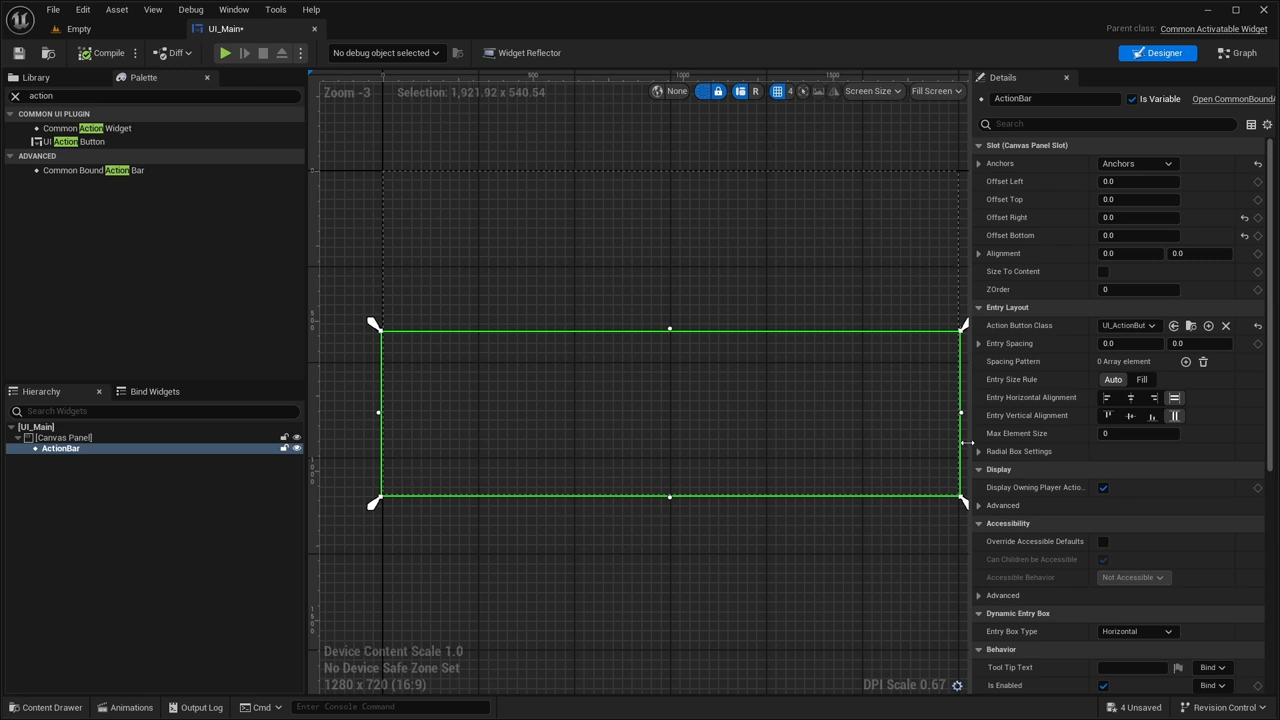 File Edit Asset View Debug Window Tools Help
Empty
UI_Main•
Parent class: Common Activatable Widget
Compile
Diff
No debug object selected
Widget Reflector
Designer
Graph
Library
Palette
action
COMMON UI PLUGIN
Common Action Widget
UI Action Button
ADVANCED
Common Bound Action Bar
Hierarchy
Bind Widgets
Search Widgets
[UI_Main]
[Canvas Panel]
ActionBar
0 500 1000 1500
Zoom -3
Selection: 1,921.92 x 540.54
None
R
4
Screen Size
Fill Screen
0
500
1000
1500
Device Content Scale 1.0
No Device Safe Zone Set
1280 x 720 (16:9)
DPI Scale 0.67
Details
ActionBar
Is Variable
Open CommonBoundA
Search
Slot (Canvas Panel Slot)
Anchors Anchors
Offset Left 0.0
Offset Top 0.0
Offset Right 0.0
Offset Bottom 0.0
Alignment 0.0 0.0
Size To Content
ZOrder 0
Entry Layout
Action Button Class UI_ActionBut
Entry Spacing 0.0 0.0
Spacing Pattern 0 Array element
Entry Size Rule Auto Fill
Entry Horizontal Alignment
Entry Vertical Alignment
Max Element Size 0
Radial Box Settings
Display
Display Owning Player Actio...
Advanced
Accessibility
Override Accessible Defaults
Can Children be Accessible
Accessible Behavior Not Accessible
Advanced
Dynamic Entry Box
Entry Box Type Horizontal
Behavior
Tool Tip Text Bind
Is Enabled Bind
Content Drawer
Animations
Output Log
Cmd
Enter Console Command
4 Unsaved
Revision Control